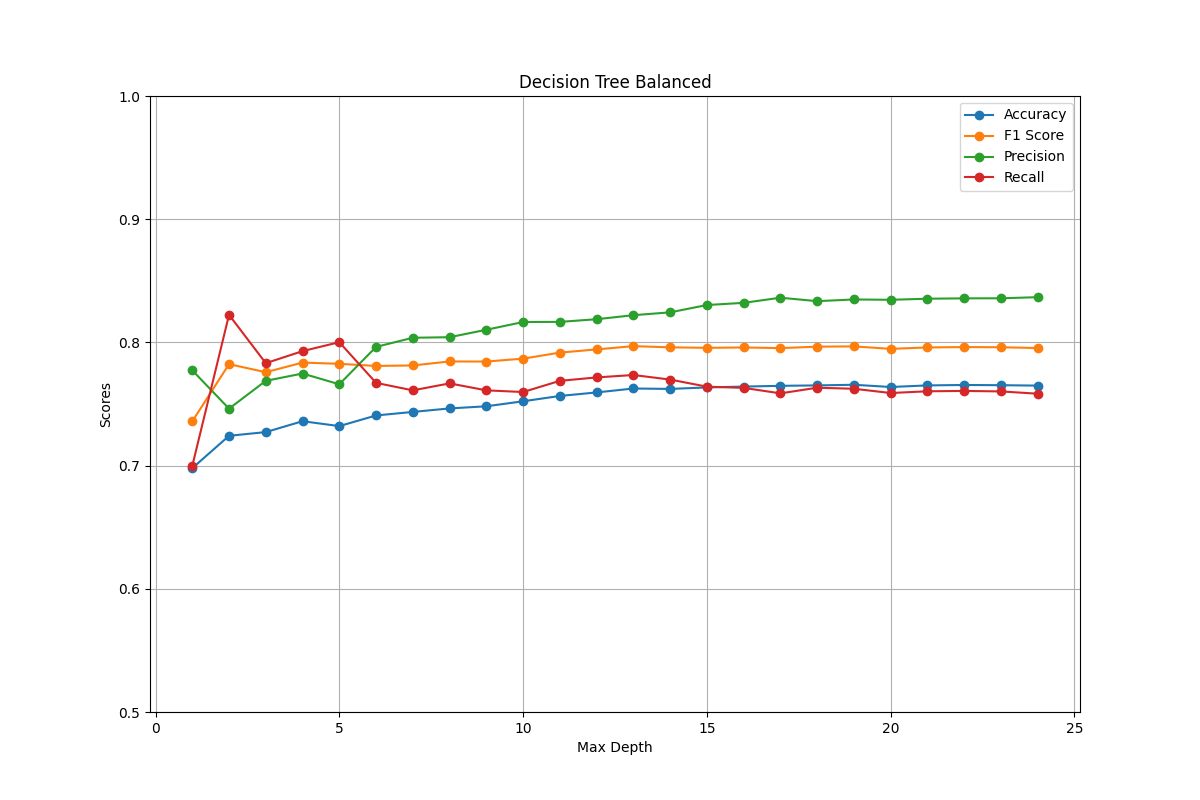 Decision Tree Balanced
1.0
0.9
0.8
0.7
0.6
0.5
Scores
Accuracy
F1 Score
Precision
Recall
0 5 10 15 20 25
Max Depth